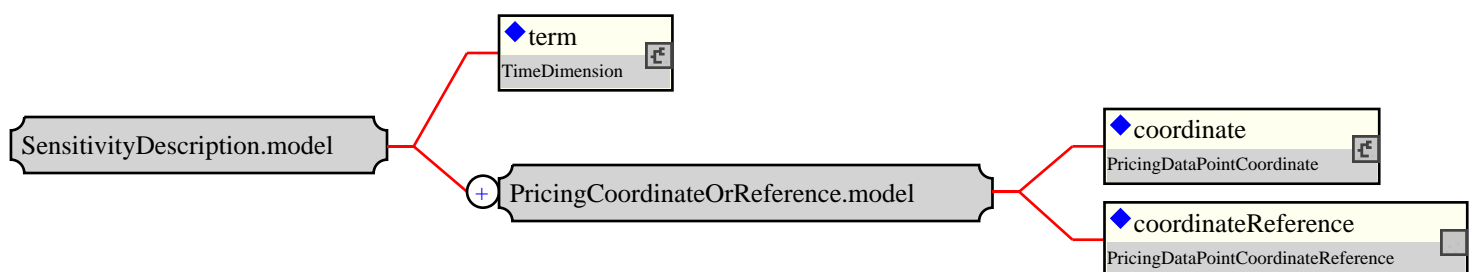 term
TimeDimension
SensitivityDescription.model
+
PricingCoordinateOrReference.model
coordinate
PricingDataPointCoordinate
coordinateReference
PricingDataPointCoordinateReference